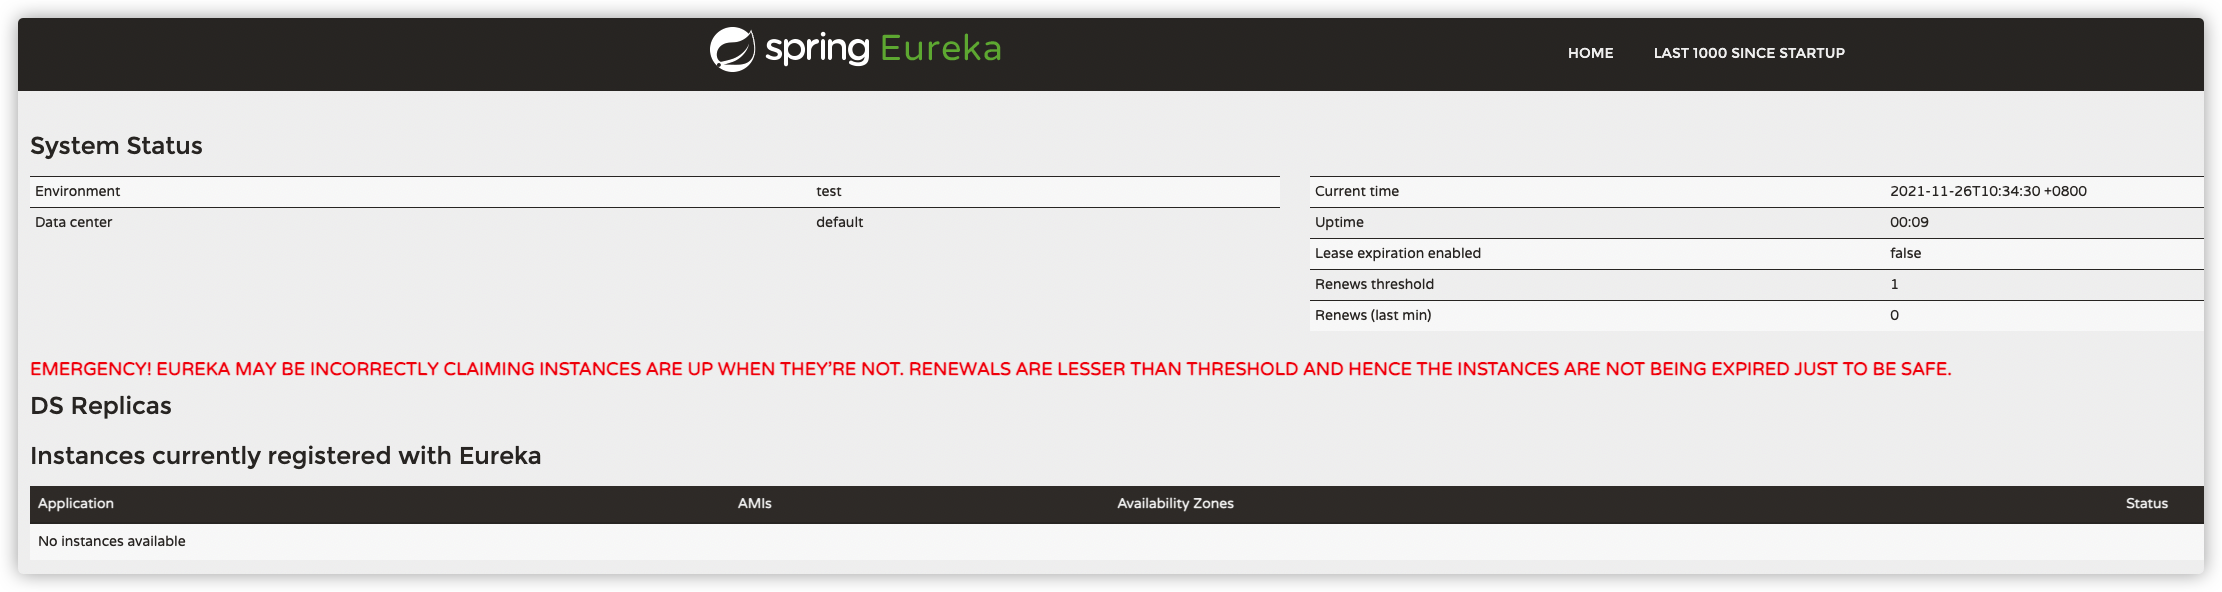 spring Eureka
HOME LAST 1000 SINCE STARTUP
System Status
Environment test
Data center default
Current time 2021-11-26T10:34:30 +0800
Uptime 00:09
Lease expiration enabled false
Renews threshold 1
Renews (last min) 0
EMERGENCY! EUREKA MAY BE INCORRECTLY CLAIMING INSTANCES ARE UP WHEN THEY'RE NOT. RENEWALS ARE LESSER THAN THRESHOLD AND HENCE THE INSTANCES ARE NOT BEING EXPIRED JUST TO BE SAFE.
DS Replicas
Instances currently registered with Eureka
Application AMIs Availability Zones Status
No instances available